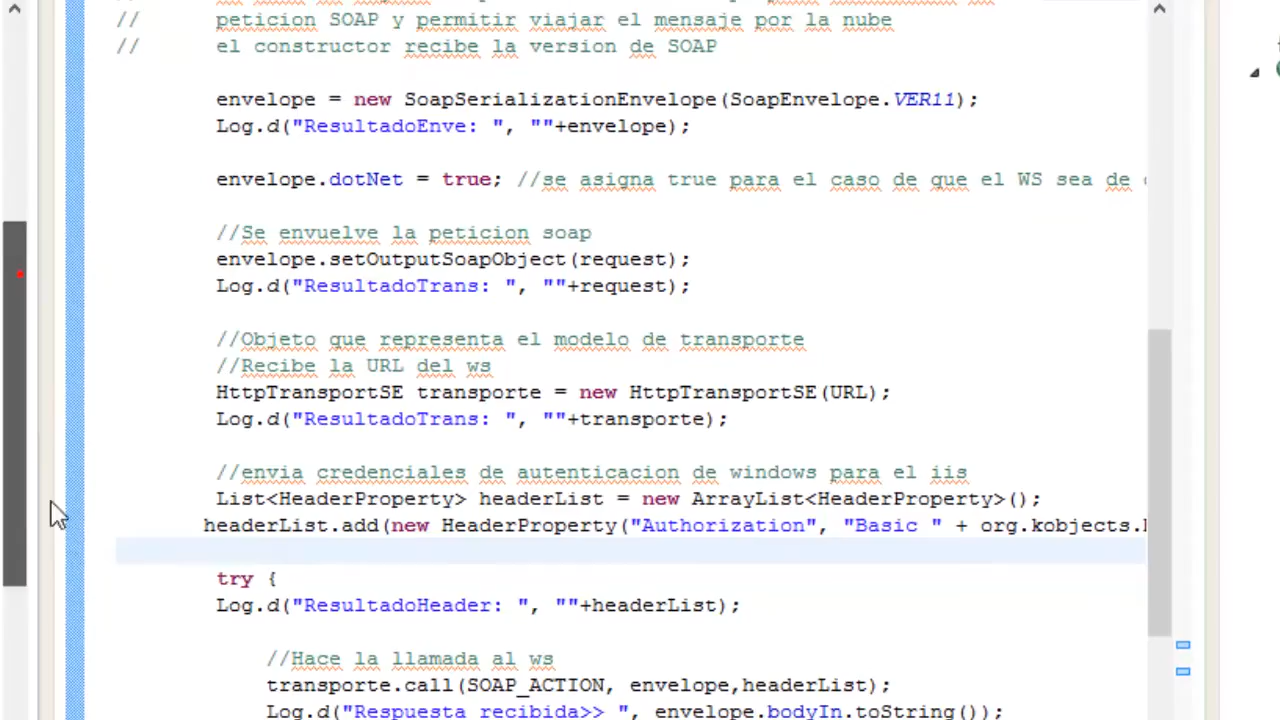 //      peticion SOAP y permitir viajar el mensaje por la nube
//      el constructor recibe la version de SOAP
envelope = new SoapSerializationEnvelope(SoapEnvelope.VER11);
Log.d("ResultadoEnve: ", ""+envelope);
envelope.dotNet = true; //se asigna true para el caso de que el WS sea de
//Se envuelve la peticion soap
envelope.setOutputSoapObject(request);
Log.d("ResultadoTrans: ", ""+request);
//Objeto que representa el modelo de transporte
//Recibe la URL del ws
HttpTransportSE transporte = new HttpTransportSE(URL);
Log.d("ResultadoTrans: ", ""+transporte);
//envia credenciales de autenticacion de windows para el iis
List<HeaderProperty> headerList = new ArrayList<HeaderProperty>();
headerList.add(new HeaderProperty("Authorization", "Basic " + org.kobjects.
try {
Log.d("ResultadoHeader: ", ""+headerList);
//Hace la llamada al ws
transporte.call(SOAP_ACTION, envelope,headerList);
Log.d("Respuesta recibida>> ", envelope.bodyIn.toString());